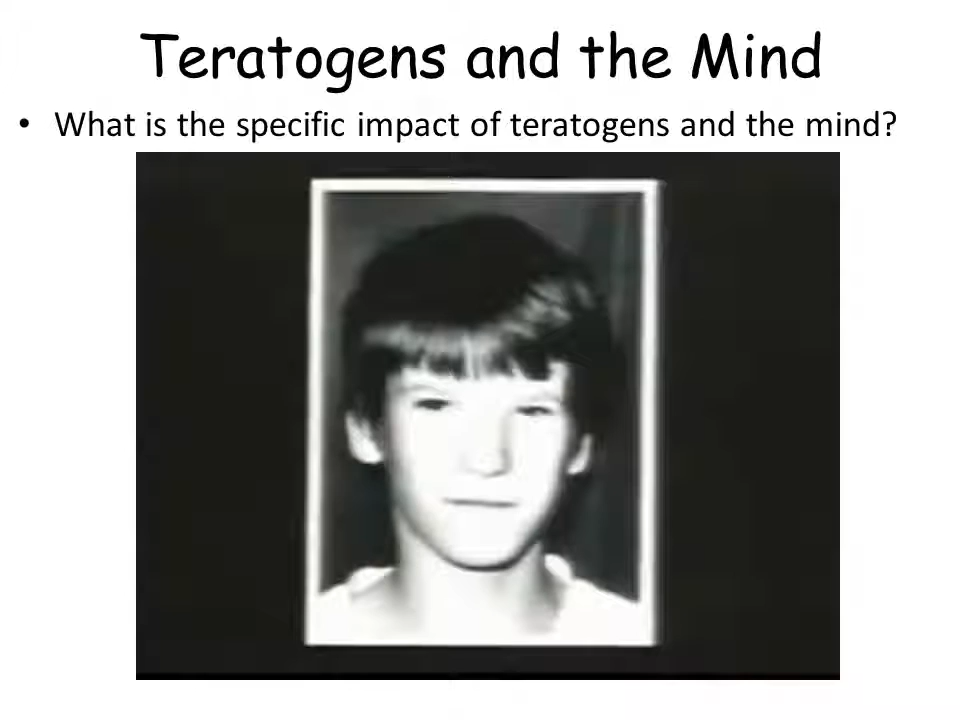 Teratogens and the Mind
• What is the specific impact of teratogens and the mind?